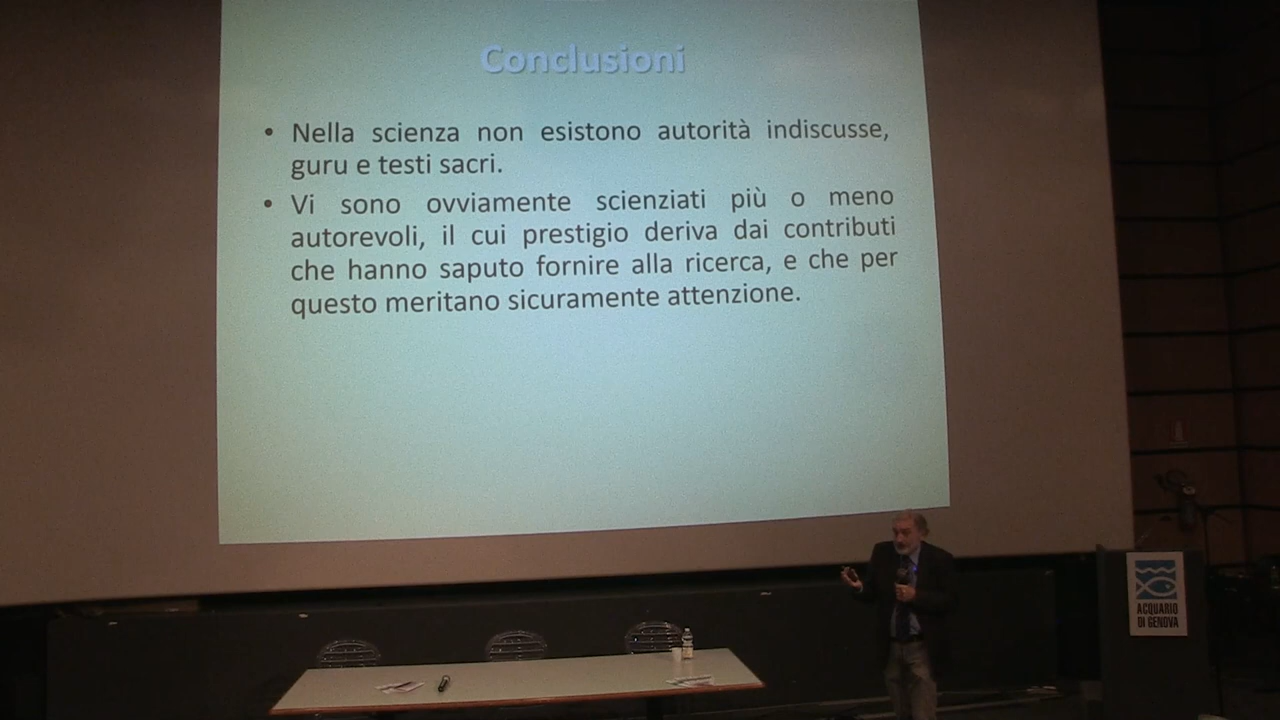 Conclusioni
• Nella scienza non esistono autorità indiscusse,
guru e testi sacri.
• Vi sono ovviamente scienziati più o meno
autorevoli, il cui prestigio deriva dai contributi
che hanno saputo fornire alla ricerca, e che per
questo meritano sicuramente attenzione.
ACQUARIO
DI GENOVA